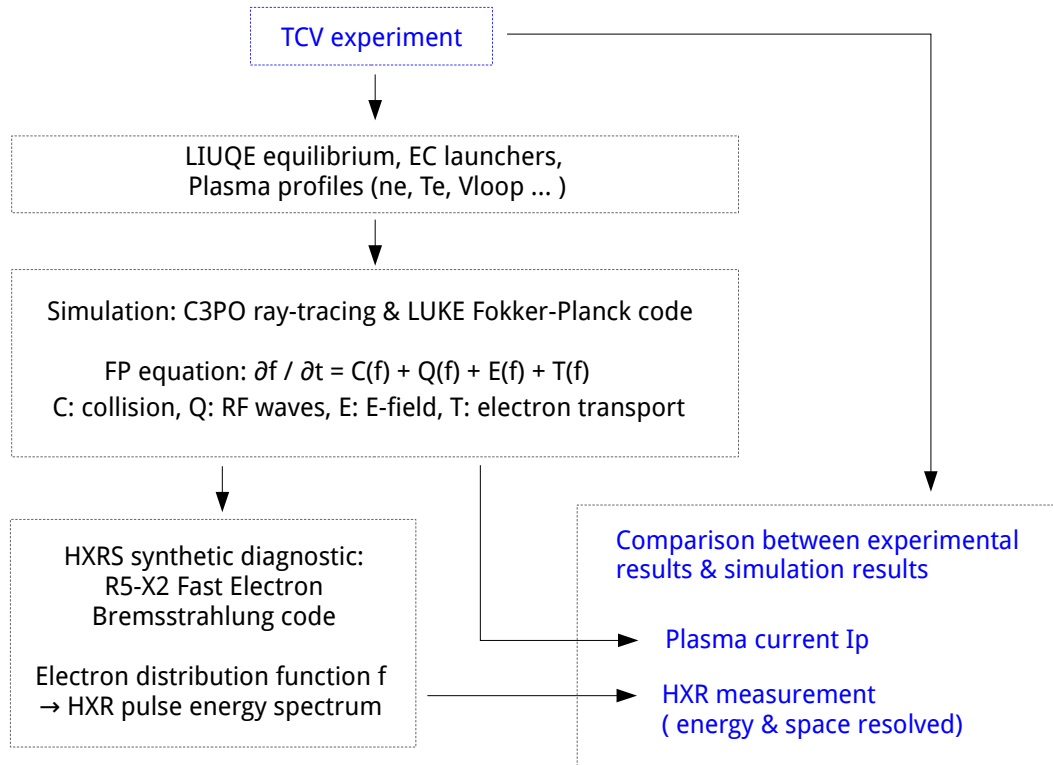 TCV experiment
LIUQE equilibrium, EC launchers,
Plasma profiles (ne, Te, Vloop ... )
Simulation: C3PO ray-tracing & LUKE Fokker-Planck code
FP equation: ∂f / ∂t = C(f) + Q(f) + E(f) + T(f)
C: collision, Q: RF waves, E: E-field, T: electron transport
HXRS synthetic diagnostic:
R5-X2 Fast Electron
Bremsstrahlung code
Electron distribution function f
→ HXR pulse energy spectrum
Comparison between experimental
results & simulation results
Plasma current Ip
HXR measurement
( energy & space resolved)